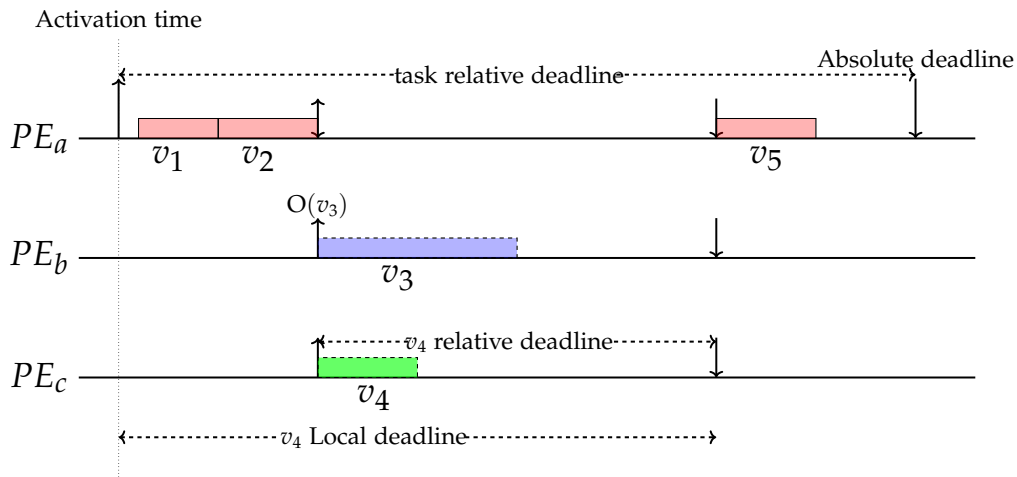 Activation time
Absolute deadline
task relative deadline
PE_a
v_1
v_2
v_5
O(v_3)
PE_b
v_3
v_4 relative deadline
PE_c
v_4
v_4 Local deadline